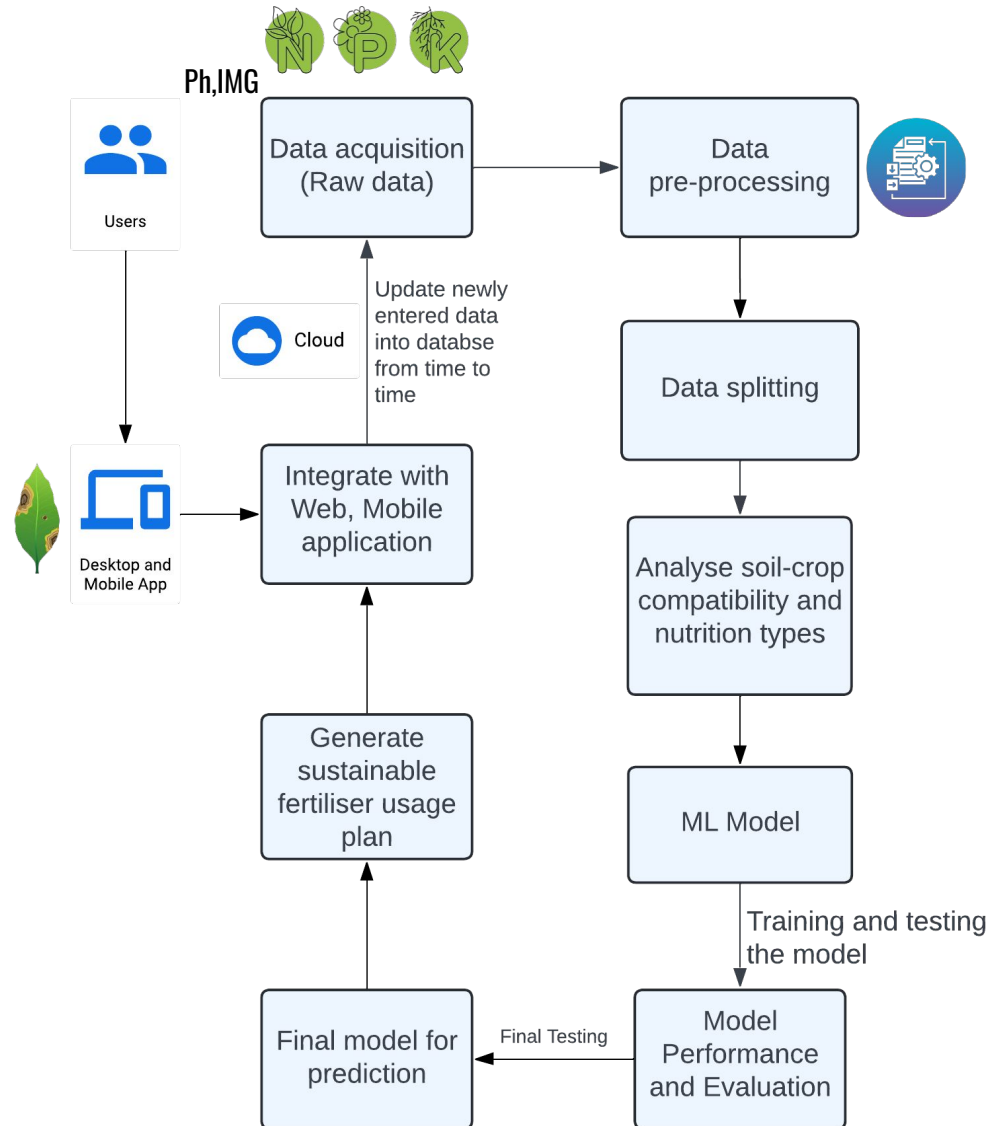 N P K
Ph,IMG
Users
Data acquisition
(Raw data)
Data
pre-processing
Update newly
entered data
into databse
from time to
time
Cloud
Data splitting
Desktop and
Mobile App
Integrate with
Web, Mobile
application
Analyse soil-crop
compatibility and
nutrition types
Generate
sustainable
fertiliser usage
plan
ML Model
Training and testing
the model
Final model for
prediction
Final Testing
Model
Performance
and Evaluation